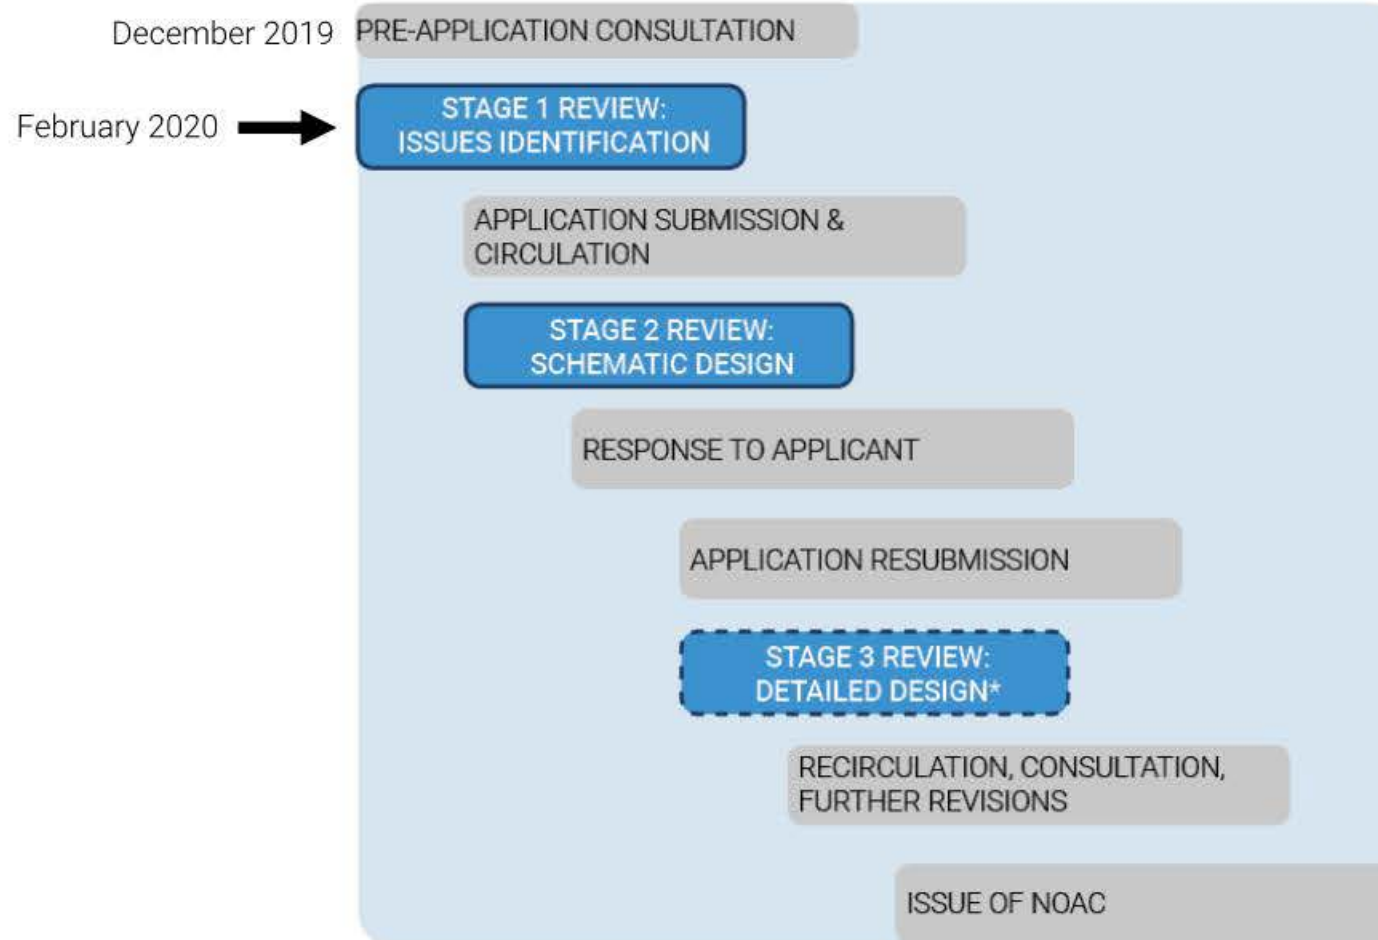 December 2019 PRE-APPLICATION CONSULTATION
STAGE 1 REVIEW:
February 2020
ISSUES IDENTIFICATION
APPLICATION SUBMISSION &
CIRCULATION
STAGE 2 REVIEW:
SCHEMATIC DESIGN
RESPONSE TO APPLICANT
APPLICATION RESUBMISSION
STAGE 3 REVIEW:
DETAILED DESIGN*
RECIRCULATION, CONSULTATION,
FURTHER REVISIONS
ISSUE OF NOAC